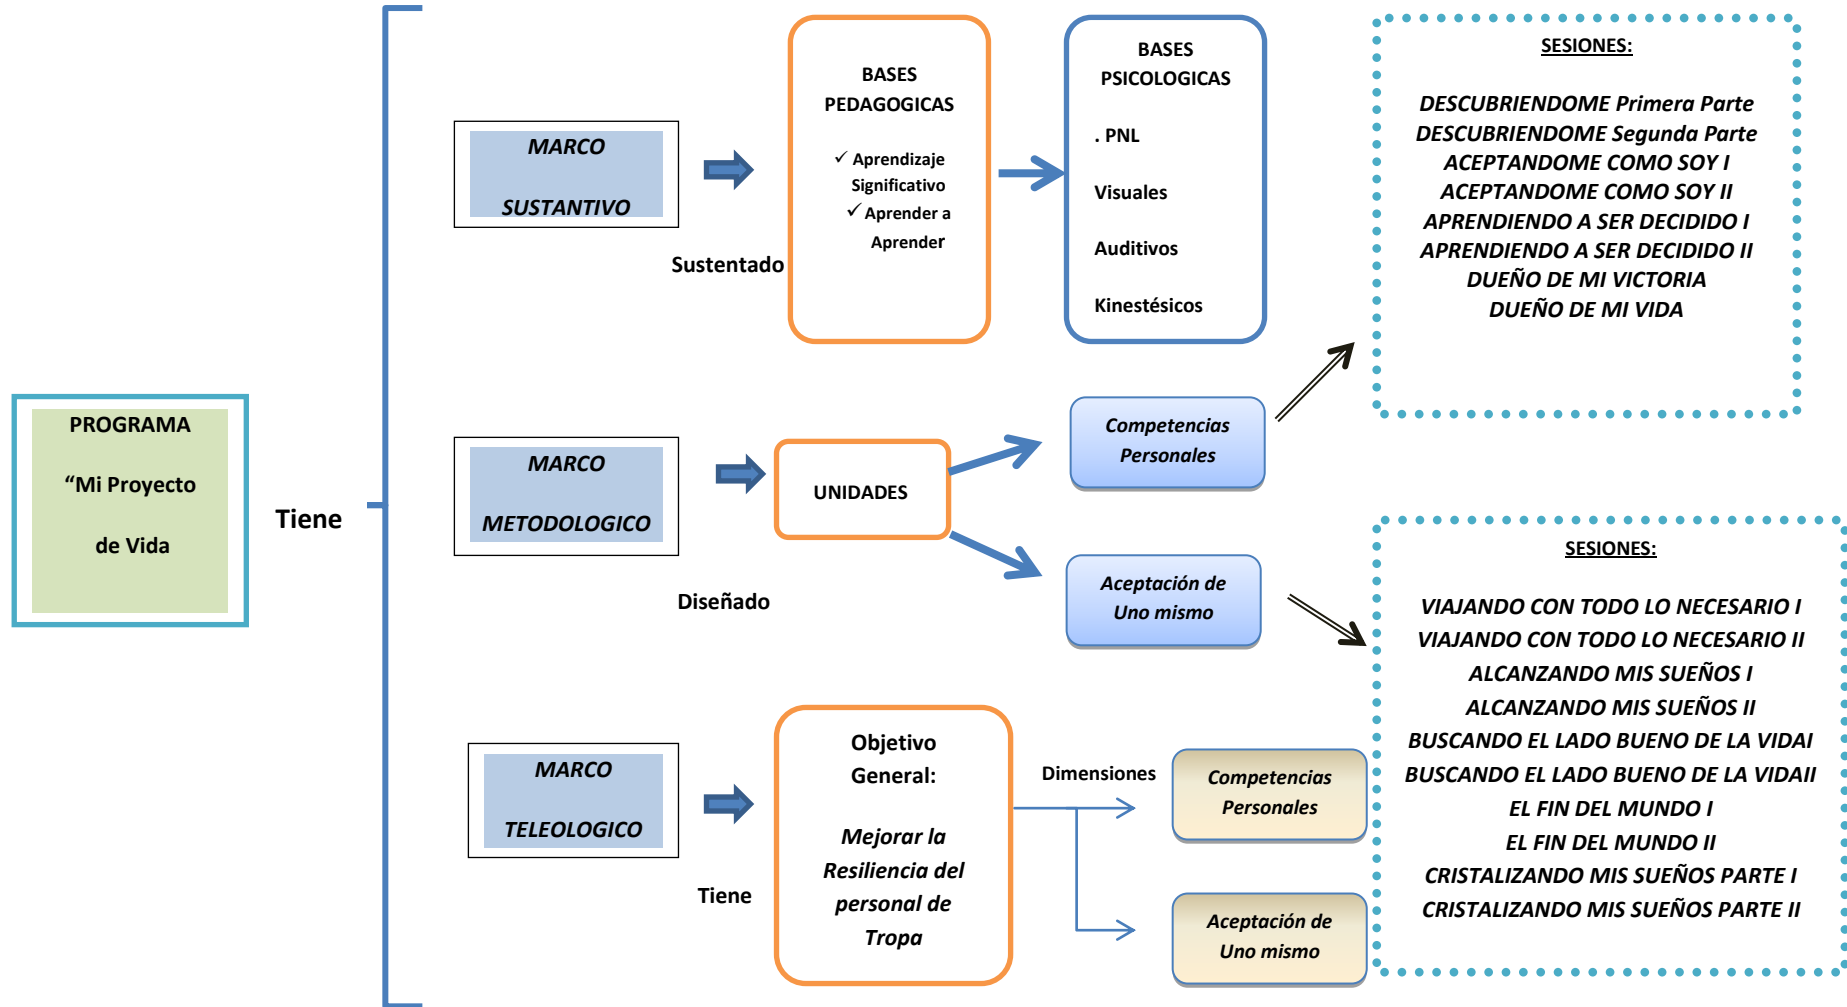 PROGRAMA
“Mi Proyecto
de Vida
Tiene
MARCO
SUSTANTIVO
Sustentado
BASES
PEDAGOGICAS
✓ Aprendizaje
Significativo
✓ Aprender a
Aprender
BASES
PSICOLOGICAS
. PNL
Visuales
Auditivos
Kinestésicos
MARCO
METODOLOGICO
Diseñado
UNIDADES
Competencias
Personales
Aceptación de
Uno mismo
SESIONES:
DESCUBRIENDOME Primera Parte
DESCUBRIENDOME Segunda Parte
ACEPTANDOME COMO SOY I
ACEPTANDOME COMO SOY II
APRENDIENDO A SER DECIDIDO I
APRENDIENDO A SER DECIDIDO II
DUEÑO DE MI VICTORIA
DUEÑO DE MI VIDA
SESIONES:
VIAJANDO CON TODO LO NECESARIO I
VIAJANDO CON TODO LO NECESARIO II
ALCANZANDO MIS SUEÑOS I
ALCANZANDO MIS SUEÑOS II
BUSCANDO EL LADO BUENO DE LA VIDAI
BUSCANDO EL LADO BUENO DE LA VIDAII
EL FIN DEL MUNDO I
EL FIN DEL MUNDO II
CRISTALIZANDO MIS SUEÑOS PARTE I
CRISTALIZANDO MIS SUEÑOS PARTE II
MARCO
TELEOLOGICO
Tiene
Objetivo
General:
Mejorar la
Resiliencia del
personal de
Tropa
Dimensiones
Competencias
Personales
Aceptación de
Uno mismo